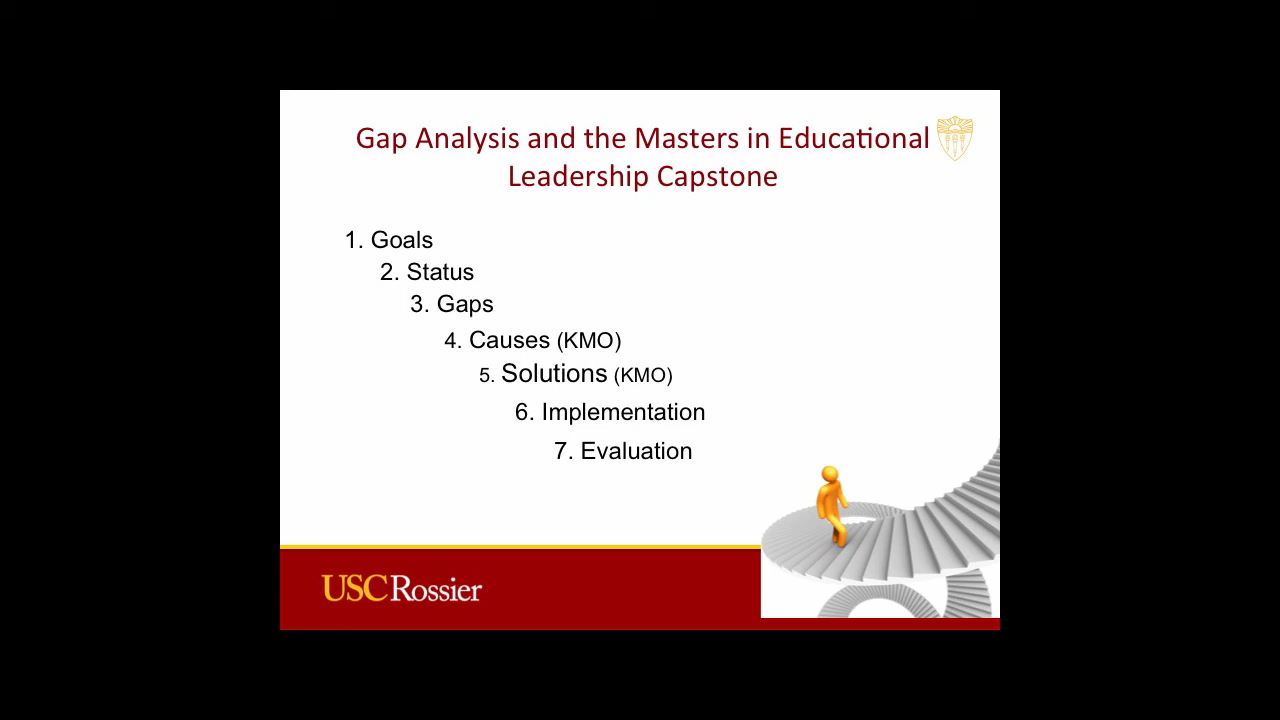 Gap Analysis and the Masters in Educational
Leadership Capstone
1. Goals
2. Status
3. Gaps
4. Causes (KMO)
5. Solutions (KMO)
6. Implementation
7. Evaluation
USC Rossier